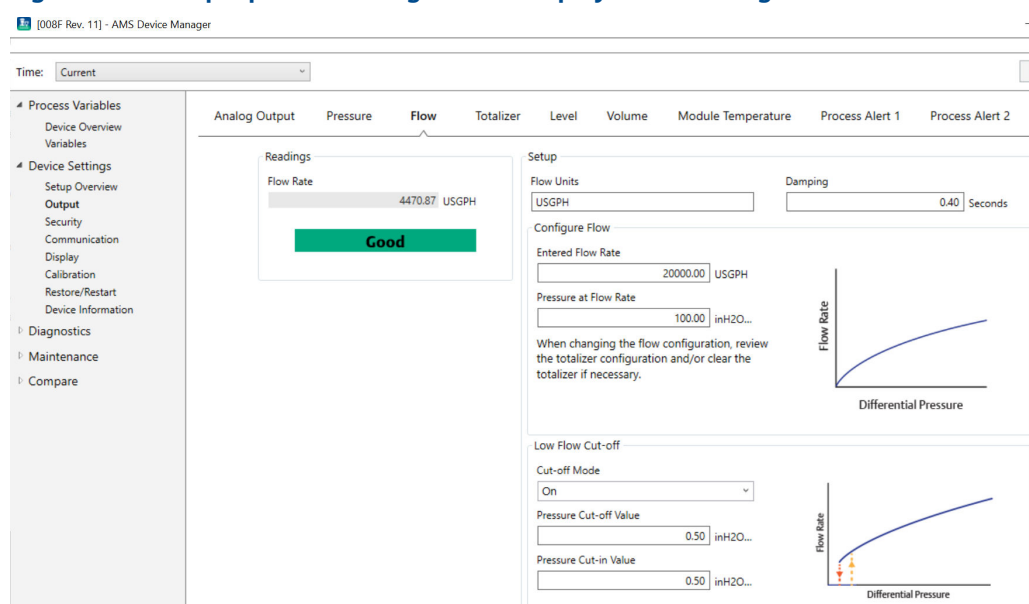 [008F Rev. 11] - AMS Device Manager
Time: Current
Process Variables
Device Overview
Variables
Device Settings
Setup Overview
Output
Security
Communication
Display
Calibration
Restore/Restart
Device Information
Diagnostics
Maintenance
Compare
Analog Output Pressure Flow Totalizer Level Volume Module Temperature Process Alert 1 Process Alert 2
Readings
Flow Rate
4470.87 USGPH
Good
Setup
Flow Units
USGPH
Damping
0.40 Seconds
Configure Flow
Entered Flow Rate
20000.00 USGPH
Pressure at Flow Rate
100.00 inH2O...
When changing the flow configuration, review
the totalizer configuration and/or clear the
totalizer if necessary.
Flow Rate
Differential Pressure
Low Flow Cut-off
Cut-off Mode
On
Pressure Cut-off Value
0.50 inH2O...
Pressure Cut-in Value
0.50 inH2O...
Flow Rate
Differential Pressure